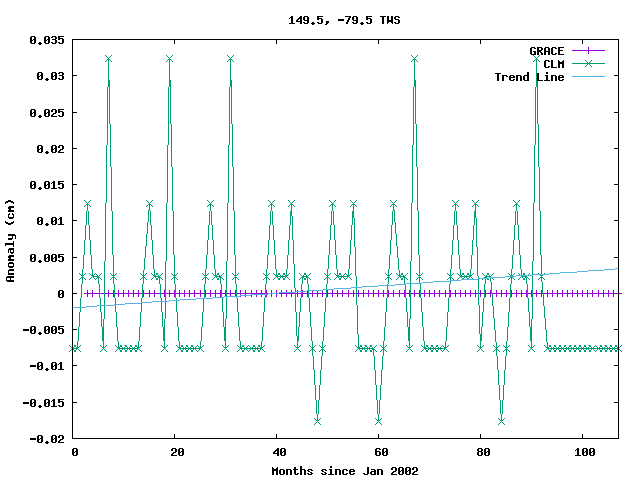 149.5, -79.5 TWS
GRACE
CLM
Trend Line
0.035
0.03
0.025
0.02
0.015
0.01
0.005
0
-0.005
-0.01
-0.015
-0.02
Anomaly (cm)
0 20 40 60 80 100
Months since Jan 2002